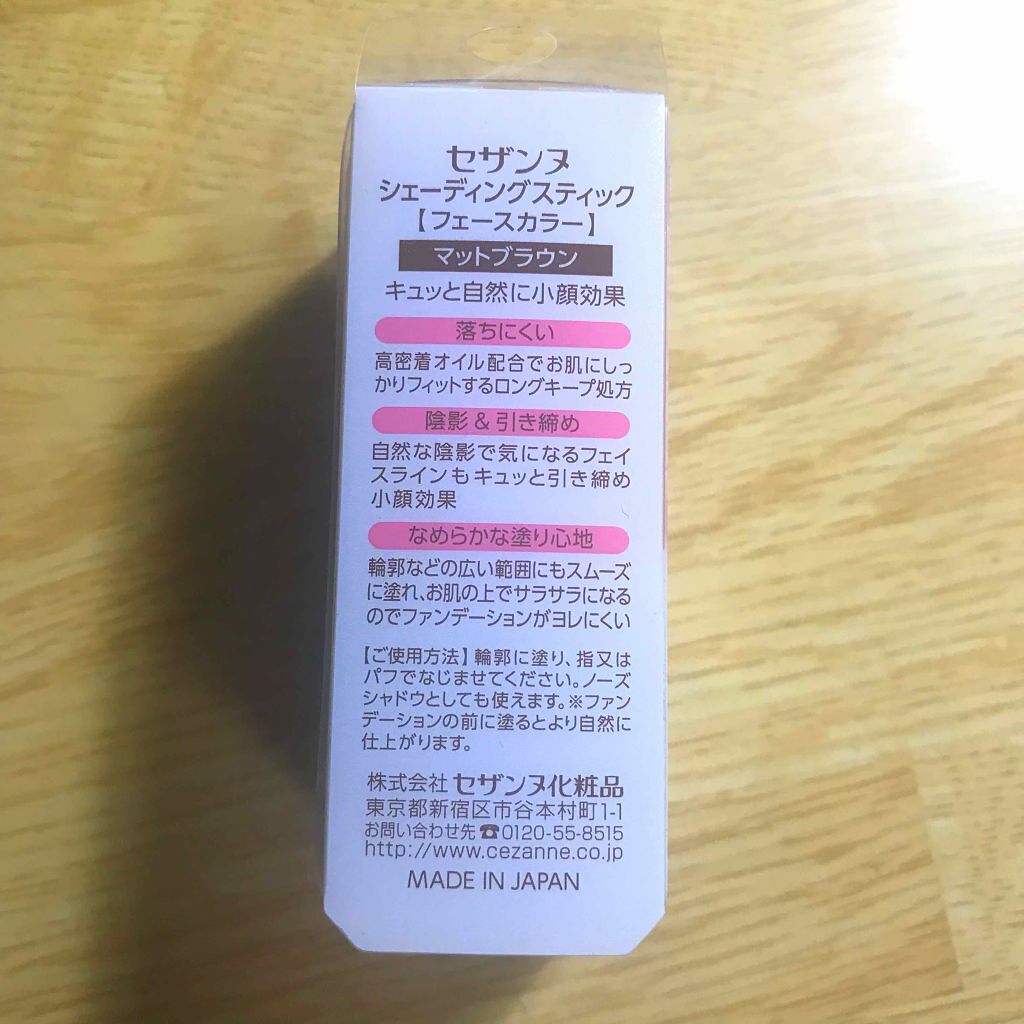 セザンヌ
シェーディングスティック
【フェースカラー】
マットブラウン
キュッと自然に小顔効果
落ちにくい
高密着オイル配合でお肌にしっ
かりフィットするロングキープ処方
陰影&引き締め
自然な陰影で気になるフェイ
スラインもキュッと引き締め
小顔効果
なめらかな塗り心地
輪郭などの広い範囲にもスムーズ
に塗れ、お肌の上でサラサラになる
のでファンデーションがヨレにくい
【ご使用方法】輪郭に塗り、指又は
パフでなじませてください。ノーズ
シャドウとしても使えます。※ファン
デーションの前に塗るとより自然に
仕上がります。
株式会社 セザンヌ化粧品
東京都新宿区市谷本村町1-1
お問い合わせ先☎0120-55-8515
http://www.cezanne.co.jp
MADE IN JAPAN